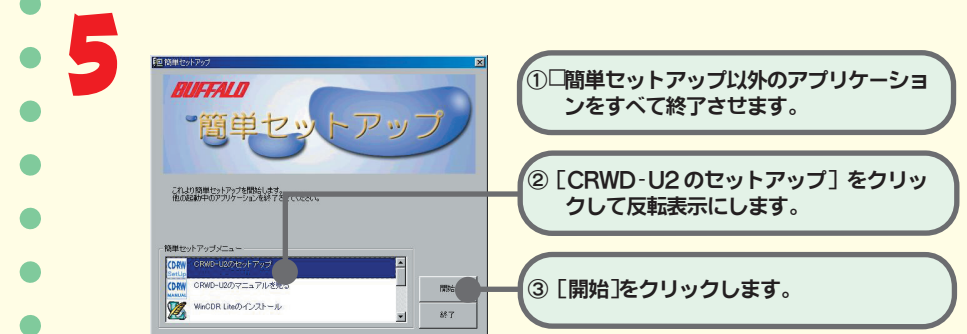 5
簡単セットアップ
BUFFALO
簡単セットアップ
これより簡単セットアップを開始します。
他の起動中のアプリケーションを終了させてください。
簡単セットアップメニュー
CD-RW SetUp CRWD-U2のセットアップ
CD-RW MANUAL CRWD-U2のマニュアルを見る
WinCDR Liteのインストール
開始
終了
①□簡単セットアップ以外のアプリケーショ
ンをすべて終了させます。
②［CRWD-U2 のセットアップ］をクリッ
クして反転表示にします。
③［開始]をクリックします。